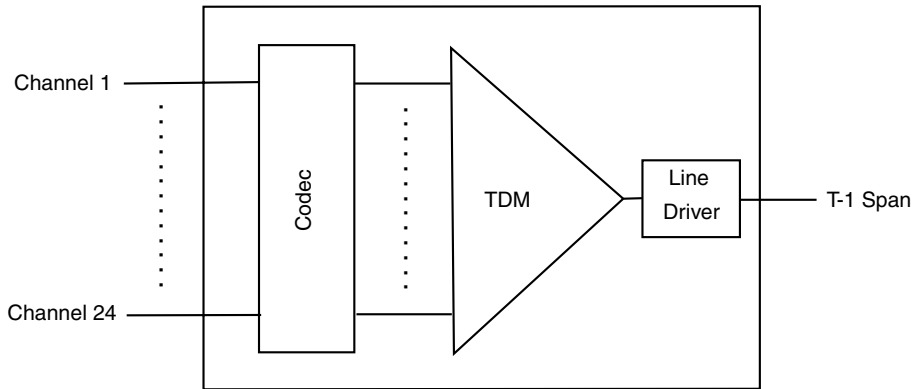 Channel 1
Codec
TDM
Line
Driver
T-1 Span
Channel 24